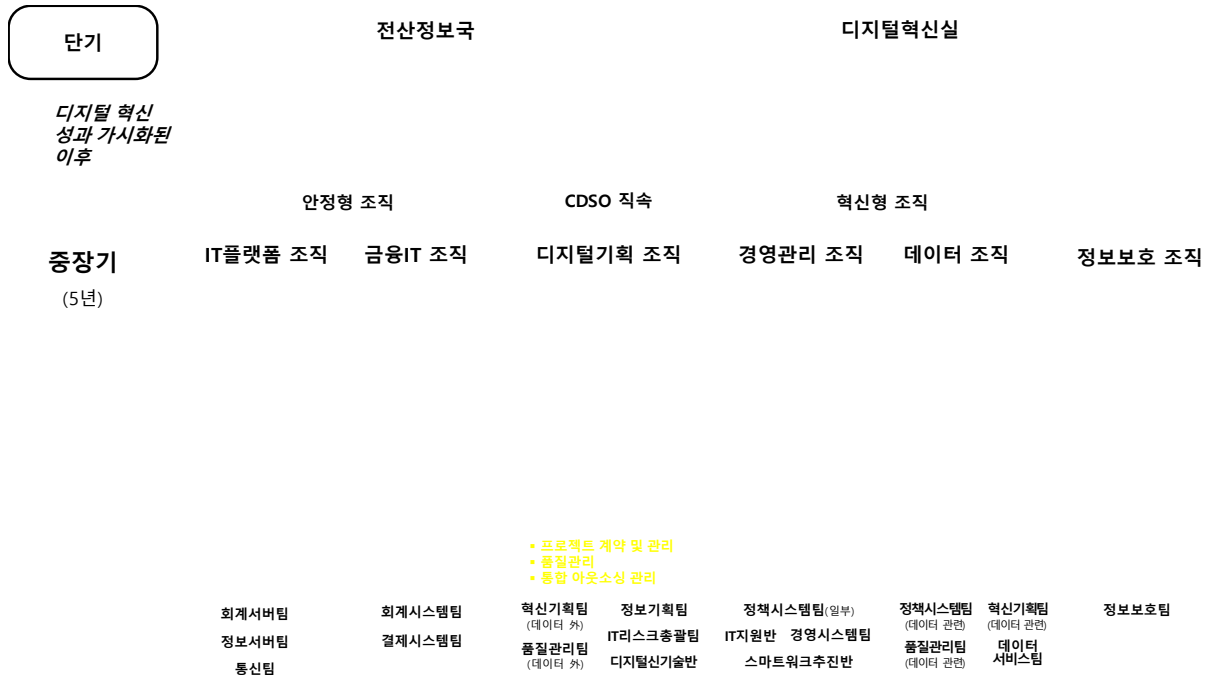 단기
전산정보국
디지털혁신실
디지털 혁신
성과 가시화된
이후
안정형 조직
CDSO 직속
혁신형 조직
중장기
(5년)
IT플랫폼 조직
금융IT 조직
디지털기획 조직
경영관리 조직
데이터 조직
정보보호 조직
• 프로젝트 계약 및 관리
• 품질관리
• 통합 아웃소싱 관리
회계서버팀
정보서버팀
통신팀
회계시스템팀
결제시스템팀
혁신기획팀
(데이터 外)
품질관리팀
(데이터 外)
정보기획팀
IT리스크총괄팀
디지털신기술반
정책시스템팀(일부)
IT지원반 경영시스템팀
스마트워크추진반
정책시스템팀
(데이터 관련)
품질관리팀
(데이터 관련)
혁신기획팀
(데이터 관련)
데이터
서비스팀
정보보호팀